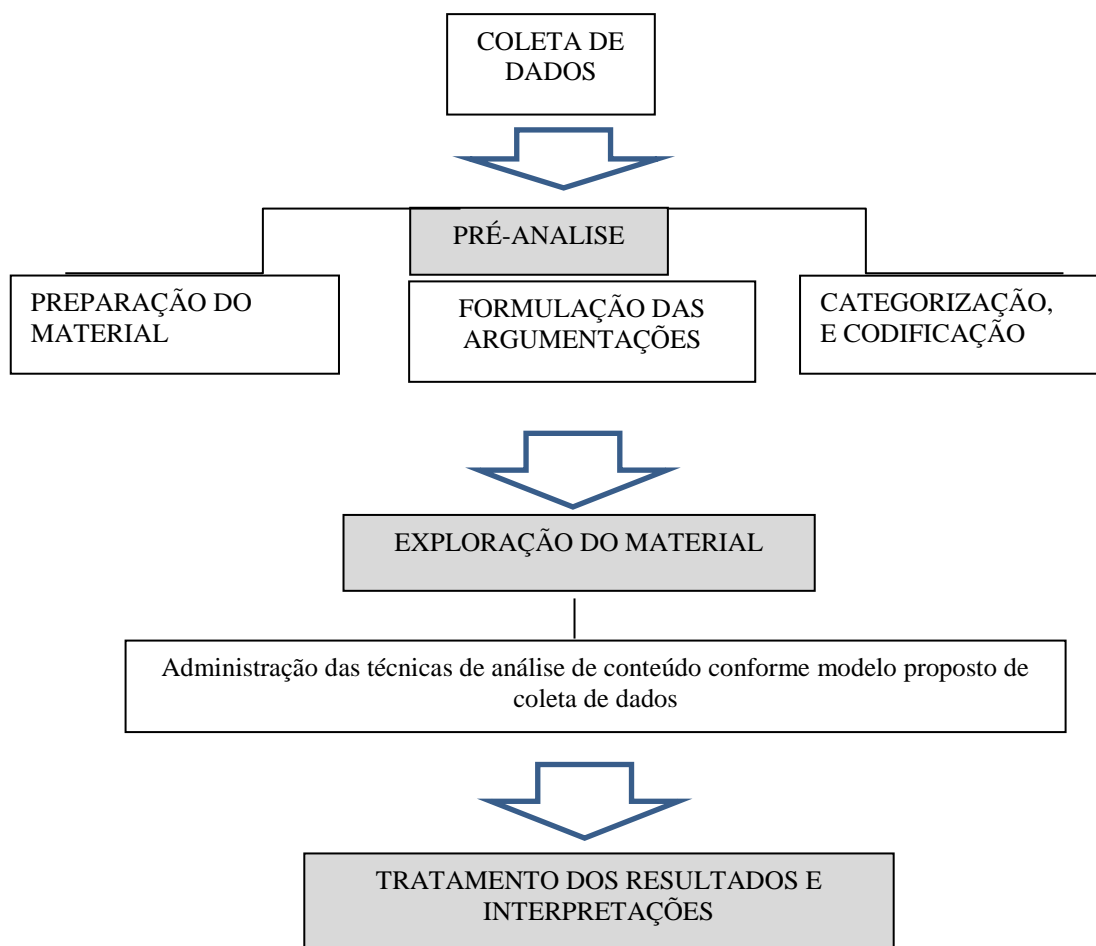 COLETA DE
DADOS
PRÉ-ANALISE
PREPARAÇÃO DO
MATERIAL
FORMULAÇÃO DAS
ARGUMENTAÇÕES
CATEGORIZAÇÃO,
E CODIFICAÇÃO
EXPLORAÇÃO DO MATERIAL
Administração das técnicas de análise de conteúdo conforme modelo proposto de
coleta de dados
TRATAMENTO DOS RESULTADOS E
INTERPRETAÇÕES